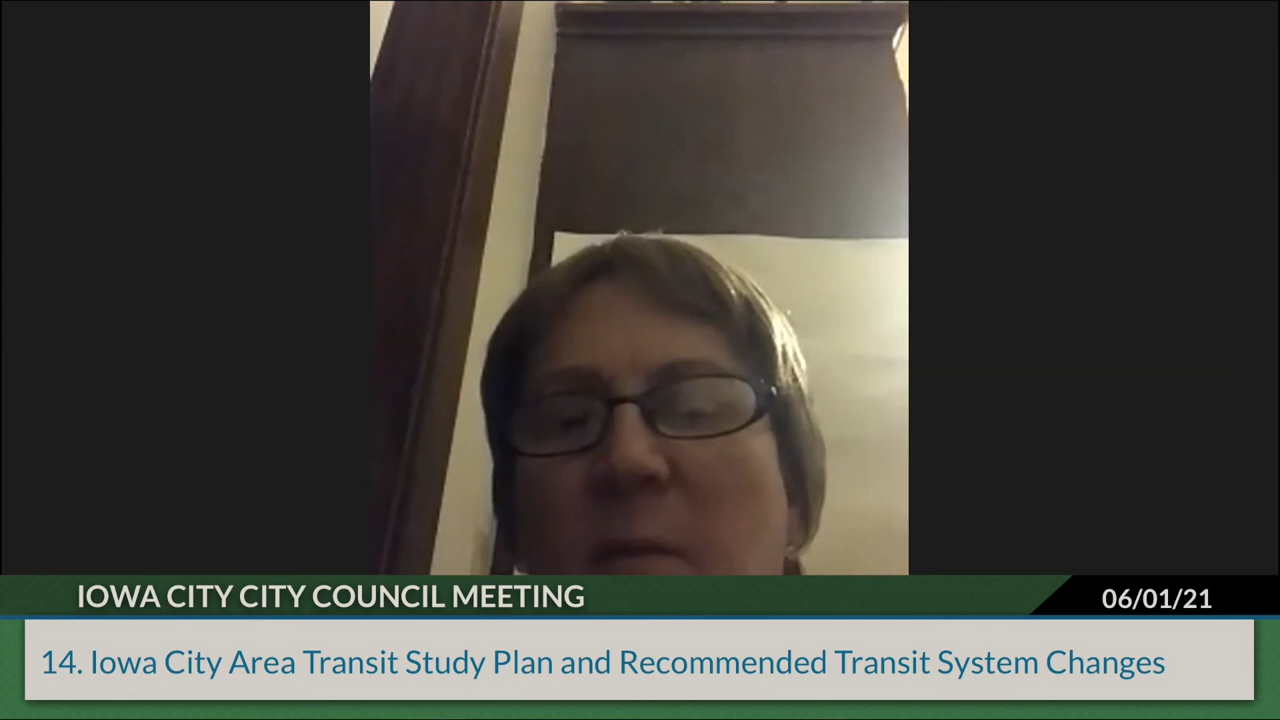 IOWA CITY CITY COUNCIL MEETING
06/01/21
14. Iowa City Area Transit Study Plan and Recommended Transit System Changes